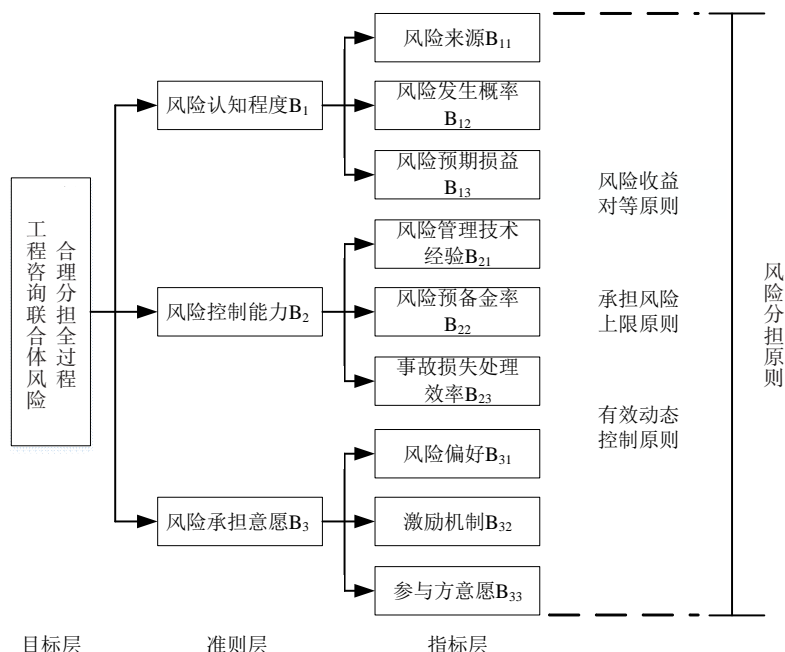 风险来源B₁₁
风险认知程度B₁
风险发生概率
B₁₂
风险预期损益
B₁₃
合理分担全过程
工程咨询联合体风险
风险管理技术
经验B₂₁
风险控制能力B₂
风险预备金率
B₂₂
事故损失处理
效率B₂₃
风险偏好B₃₁
风险承担意愿B₃
激励机制B₃₂
参与方意愿B₃₃
风险收益
对等原则
承担风险
上限原则
有效动态
控制原则
风险分担原则
目标层
准则层
指标层